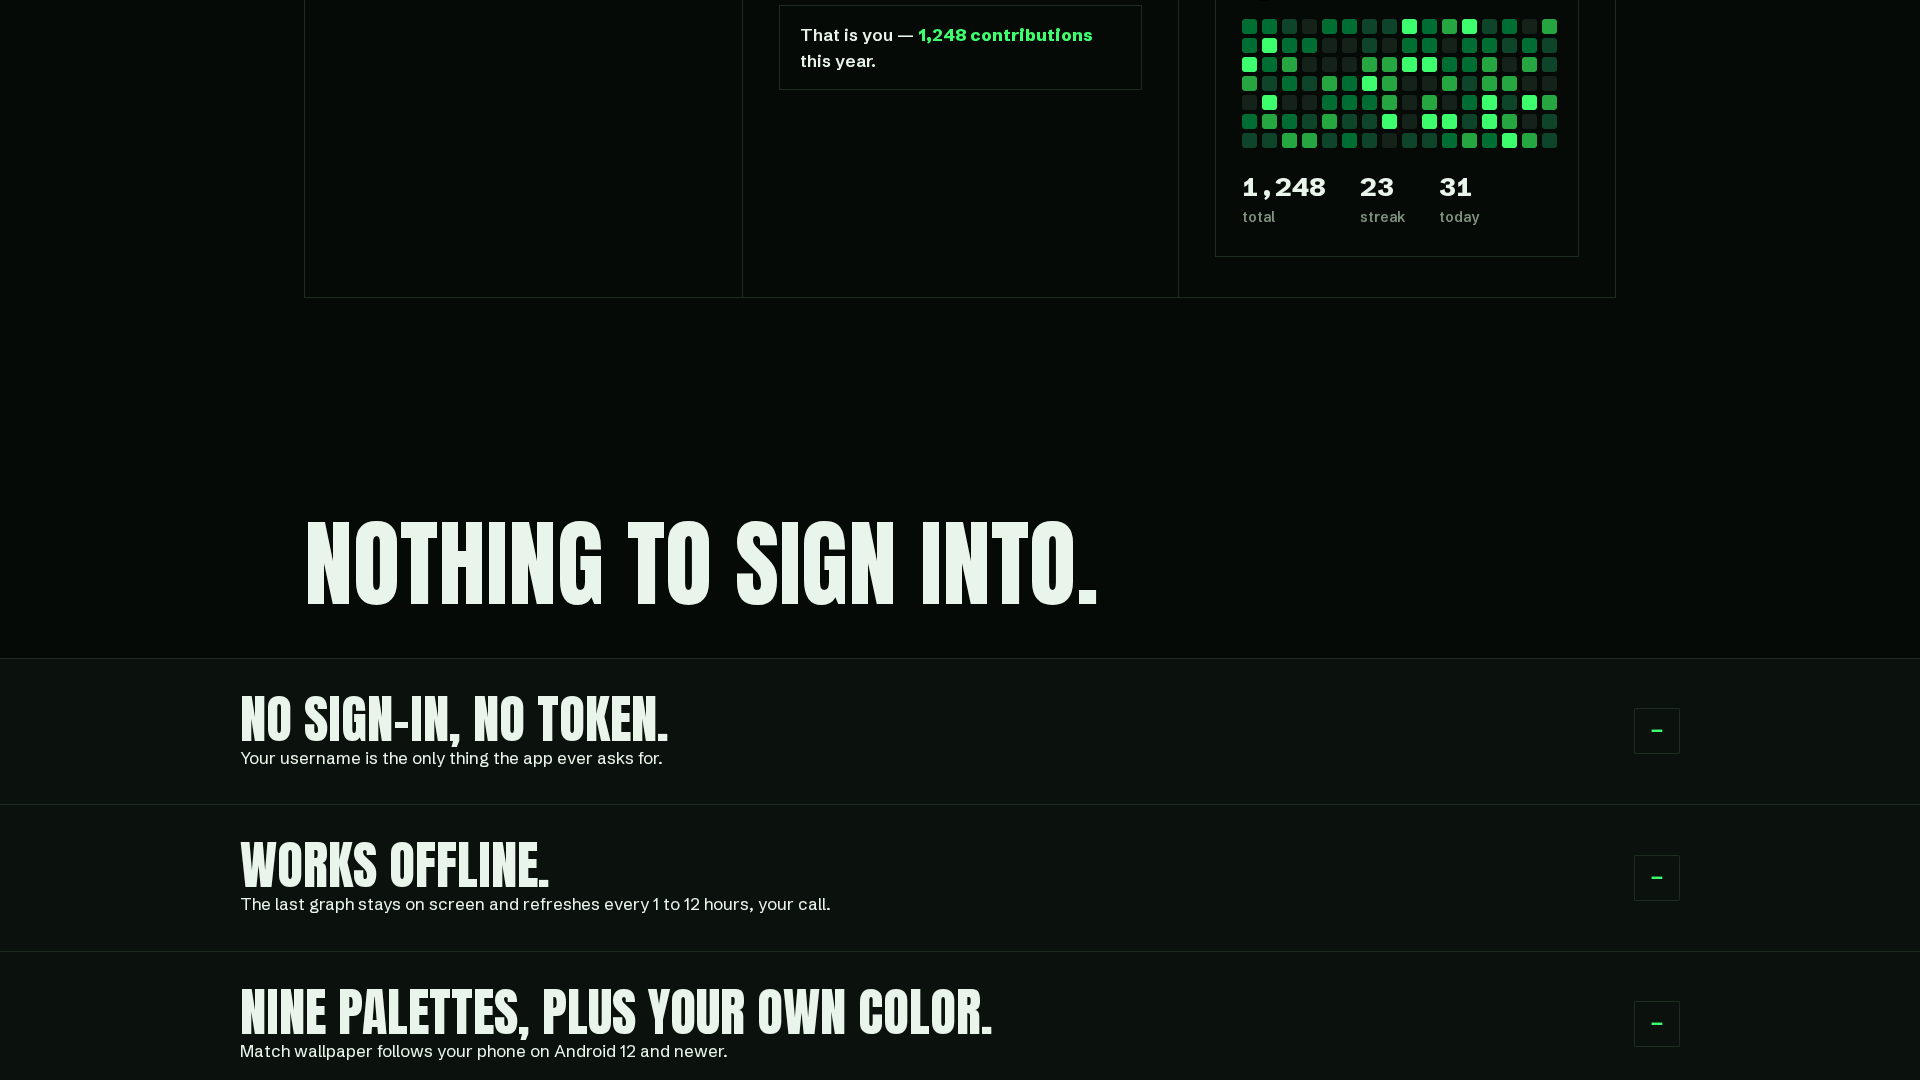 That is you — 1,248 contributions
this year.
1,248 23 31
total streak today
NOTHING TO SIGN INTO.
NO SIGN-IN, NO TOKEN.
Your username is the only thing the app ever asks for.
–
WORKS OFFLINE.
The last graph stays on screen and refreshes every 1 to 12 hours, your call.
–
NINE PALETTES, PLUS YOUR OWN COLOR.
Match wallpaper follows your phone on Android 12 and newer.
–